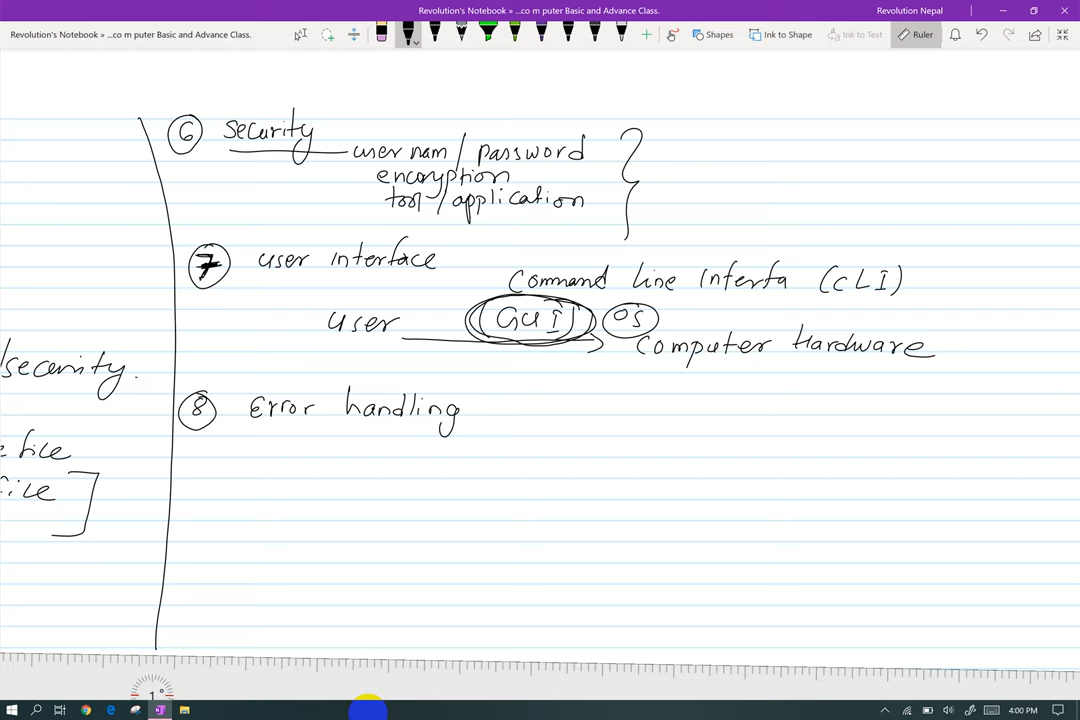 Revolution's Notebook » ...co m puter Basic and Advance Class.
Revolution Nepal
Revolution's Notebook » ...co m puter Basic and Advance Class.
Shapes
Ink to Shape
Ink to Text
Ruler
6 security
user nam / password
encryption
tool / application
7 user interface
Command Line Interfa (CLI)
user (GUI) OS
Computer Hardware
/security.
8 Error handling
file
file
1°
4:00 PM